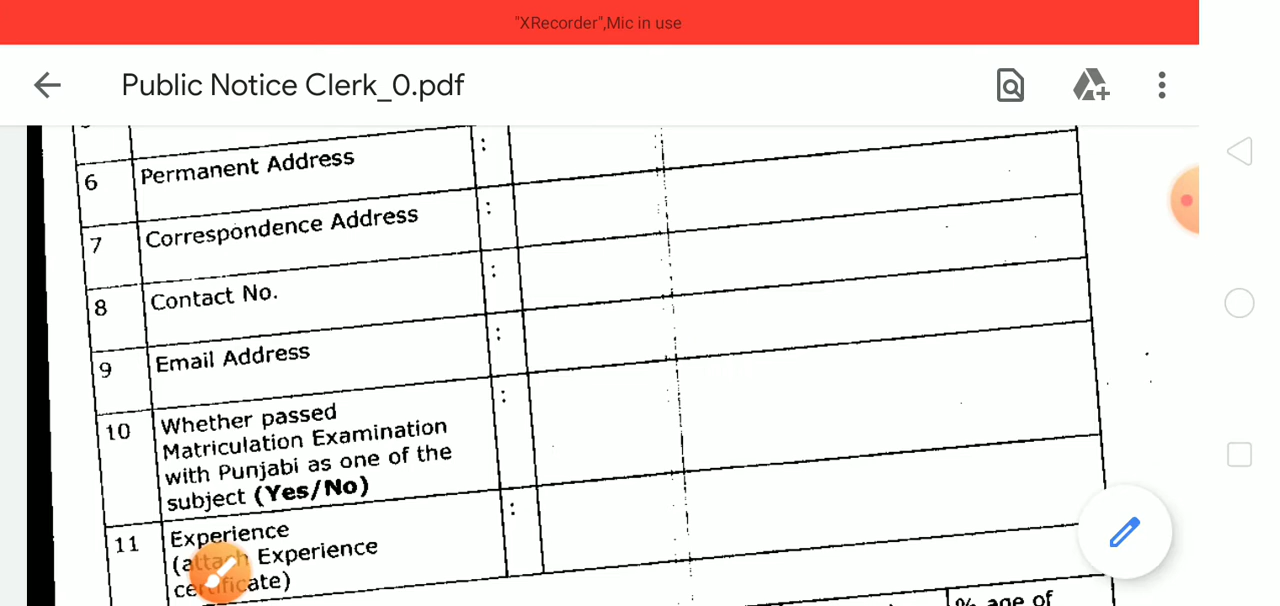 "XRecorder",Mic in use
Public Notice Clerk_0.pdf
6 Permanent Address :
7 Correspondence Address :
8 Contact No. :
9 Email Address :
10 Whether passed :
Matriculation Examination
with Punjabi as one of the
subject (Yes/No)
11 Experience :
(attach Experience
certificate)
% age of